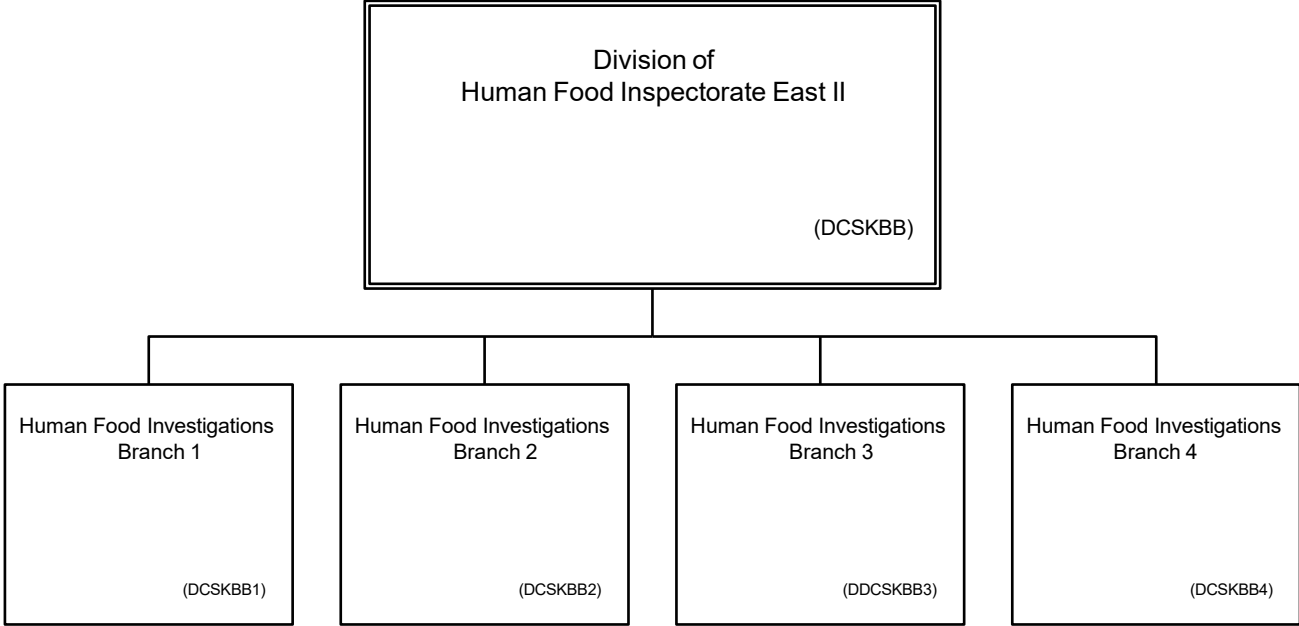 Division of
Human Food Inspectorate East II
(DCSKBB)
Human Food Investigations
Branch 1
(DCSKBB1)
Human Food Investigations
Branch 2
(DCSKBB2)
Human Food Investigations
Branch 3
(DDCSKBB3)
Human Food Investigations
Branch 4
(DCSKBB4)